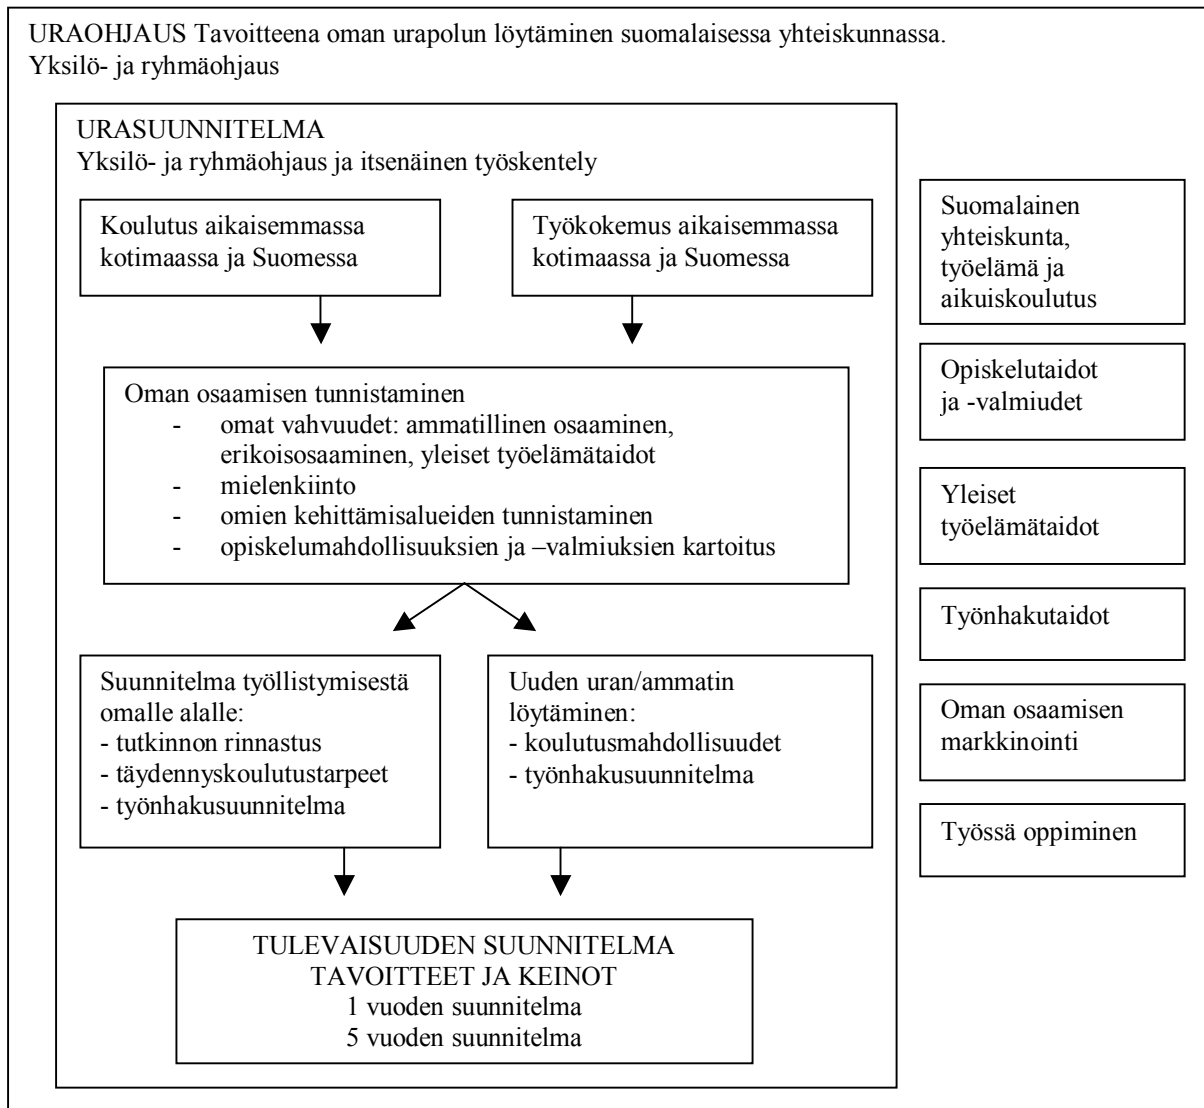 URAOHJAUS Tavoitteena oman urapolun löytäminen suomalaisessa yhteiskunnassa.
Yksilö- ja ryhmäohjaus
URASUUNNITELMA
Yksilö- ja ryhmäohjaus ja itsenäinen työskentely
Koulutus aikaisemmassa
kotimaassa ja Suomessa
Työkokemus aikaisemmassa
kotimaassa ja Suomessa
Oman osaamisen tunnistaminen
- omat vahvuudet: ammatillinen osaaminen,
erikoisosaaminen, yleiset työelämätaidot
- mielenkiinto
- omien kehittämisalueiden tunnistaminen
- opiskelumahdollisuuksien ja –valmiuksien kartoitus
Suunnitelma työllistymisestä
omalle alalle:
- tutkinnon rinnastus
- täydennyskoulutustarpeet
- työnhakusuunnitelma
Uuden uran/ammatin
löytäminen:
- koulutusmahdollisuudet
- työnhakusuunnitelma
TULEVAISUUDEN SUUNNITELMA
TAVOITTEET JA KEINOT
1 vuoden suunnitelma
5 vuoden suunnitelma
Suomalainen
yhteiskunta,
työelämä ja
aikuiskoulutus
Opiskelutaidot
ja -valmiudet
Yleiset
työelämätaidot
Työnhakutaidot
Oman osaamisen
markkinointi
Työssä oppiminen